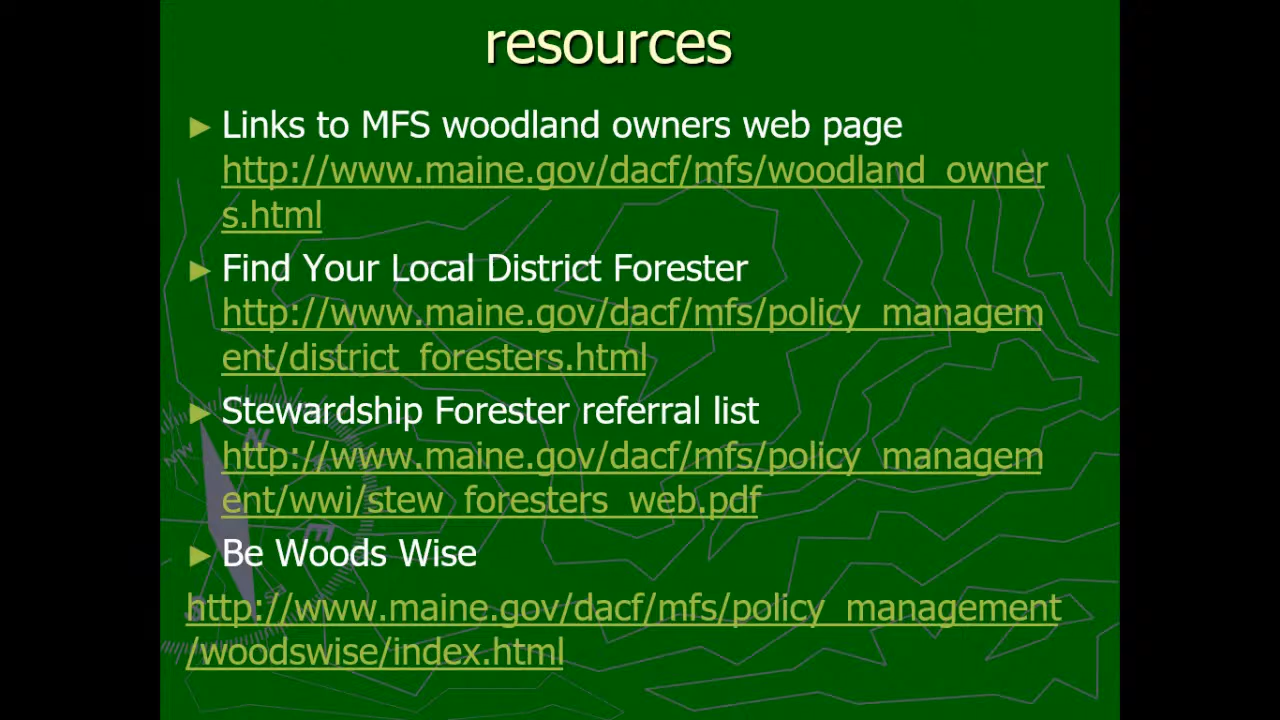 resources
► Links to MFS woodland owners web page
http://www.maine.gov/dacf/mfs/woodland_owner
s.html
► Find Your Local District Forester
http://www.maine.gov/dacf/mfs/policy_managem
ent/district_foresters.html
► Stewardship Forester referral list
http://www.maine.gov/dacf/mfs/policy_managem
ent/wwi/stew_foresters_web.pdf
► Be Woods Wise
http://www.maine.gov/dacf/mfs/policy_management
/woodswise/index.html
N
NW
E
SE